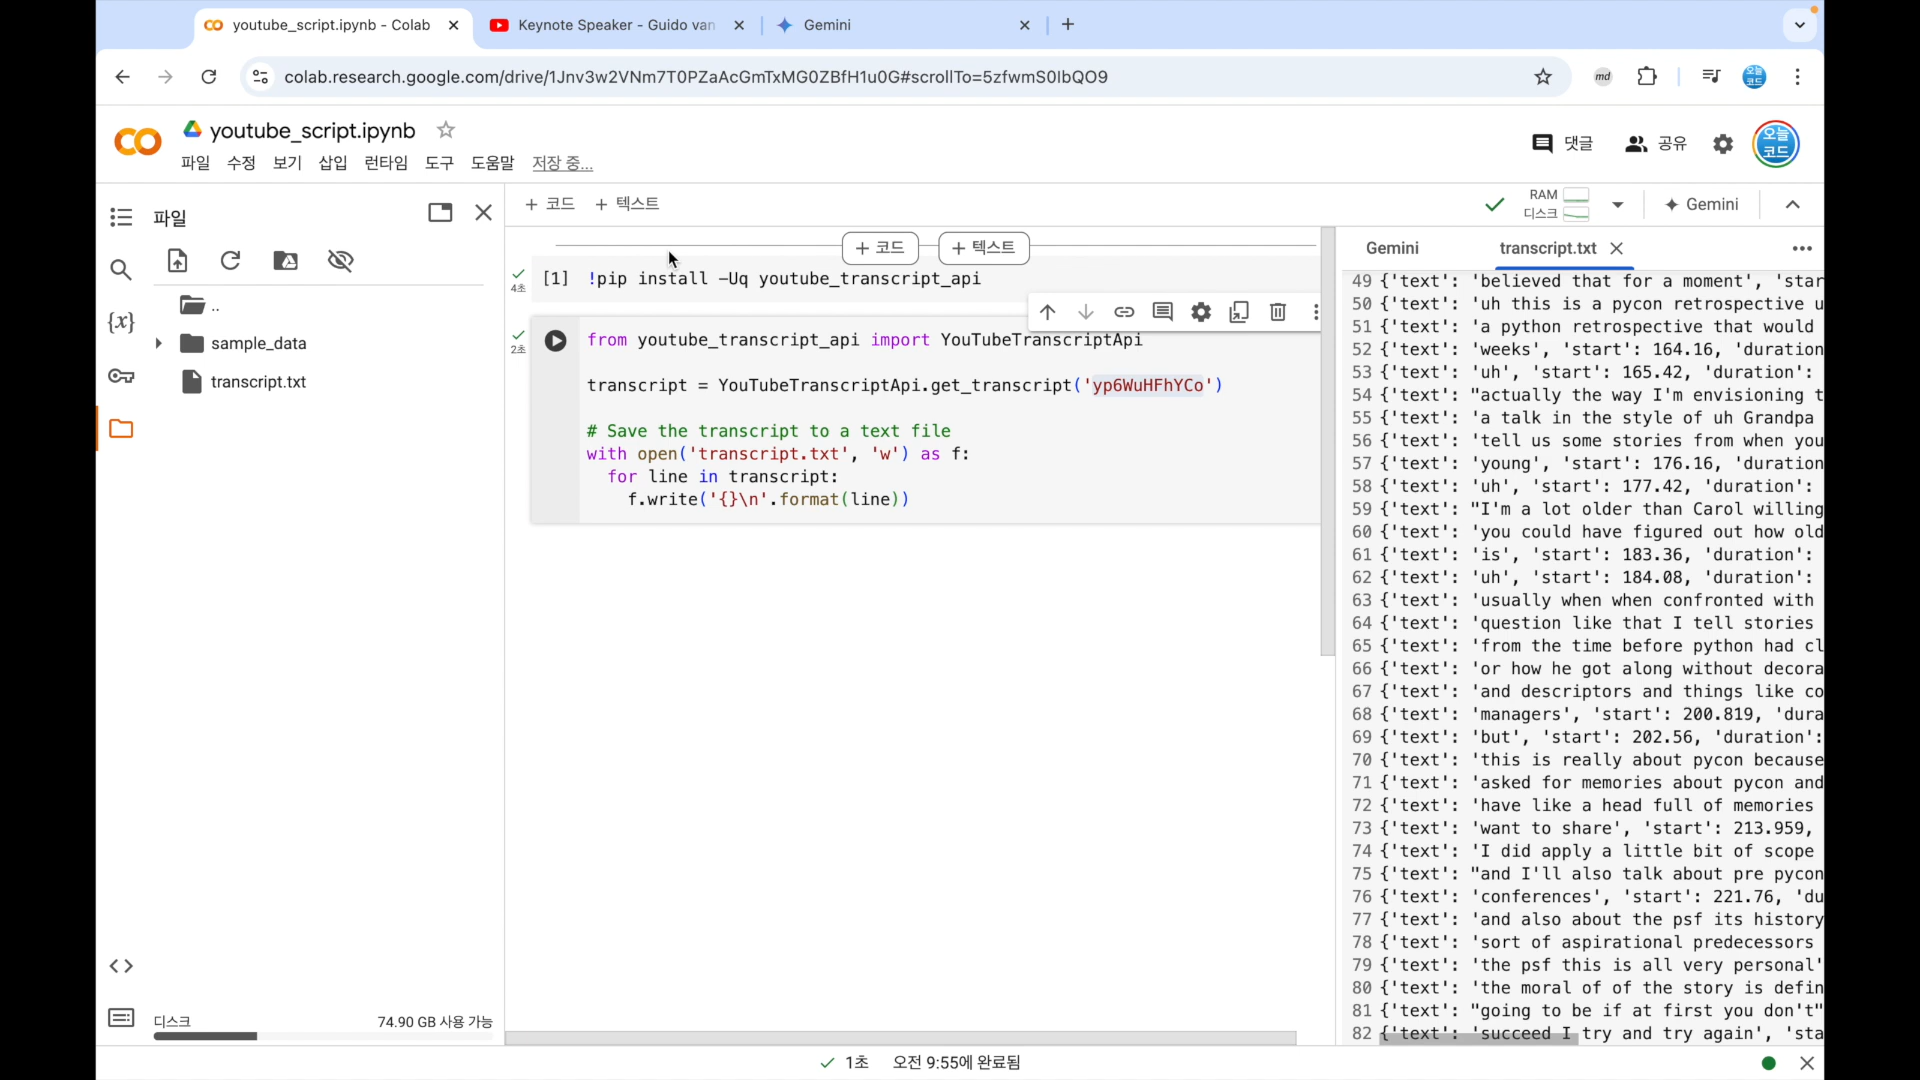 youtube_script.ipynb - Colab
Keynote Speaker - Guido van
Gemini
colab.research.google.com/drive/1Jnv3w2VNm7T0PZaAcGmTxMG0ZBfH1u0G#scrollTo=5zfwmS0IbQO9
md
오늘
코드
CO
youtube_script.ipynb
파일 수정 보기 삽입 런타임 도구 도움말 저장 중...
댓글
공유
오늘
코드
파일
..
sample_data
transcript.txt
{x}
디스크
74.90 GB 사용 가능
+ 코드 + 텍스트
RAM
디스크
Gemini
+ 코드
+ 텍스트
4초
[1] !pip install -Uq youtube_transcript_api
2초
from youtube_transcript_api import YouTubeTranscriptApi
transcript = YouTubeTranscriptApi.get_transcript('yp6WuHFhYCo')
# Save the transcript to a text file
with open('transcript.txt', 'w') as f:
for line in transcript:
f.write('{}\n'.format(line))
Gemini
transcript.txt
49 {'text': 'believed that for a moment', 'star
50 {'text': 'uh this is a pycon retrospective u
51 {'text': 'a python retrospective that would
52 {'text': 'weeks', 'start': 164.16, 'duration
53 {'text': 'uh', 'start': 165.42, 'duration':
54 {'text': "actually the way I'm envisioning t
55 {'text': 'a talk in the style of uh Grandpa
56 {'text': 'tell us some stories from when you
57 {'text': 'young', 'start': 176.16, 'duration
58 {'text': 'uh', 'start': 177.42, 'duration':
59 {'text': "I'm a lot older than Carol willing
60 {'text': 'you could have figured out how old
61 {'text': 'is', 'start': 183.36, 'duration':
62 {'text': 'uh', 'start': 184.08, 'duration':
63 {'text': 'usually when when confronted with
64 {'text': 'question like that I tell stories
65 {'text': 'from the time before python had cl
66 {'text': 'or how he got along without decora
67 {'text': 'and descriptors and things like co
68 {'text': 'managers', 'start': 200.819, 'dura
69 {'text': 'but', 'start': 202.56, 'duration':
70 {'text': 'this is really about pycon because
71 {'text': 'asked for memories about pycon and
72 {'text': 'have like a head full of memories
73 {'text': 'want to share', 'start': 213.959,
74 {'text': 'I did apply a little bit of scope
75 {'text': "and I'll also talk about pre pycon
76 {'text': 'conferences', 'start': 221.76, 'du
77 {'text': 'and also about the psf its history
78 {'text': 'sort of aspirational predecessors
79 {'text': 'the psf this is all very personal'
80 {'text': 'the moral of of the story is defin
81 {'text': "going to be if at first you don't"
82 {'text': 'succeed I try and try again', 'sta
1초 오전 9:55에 완료됨